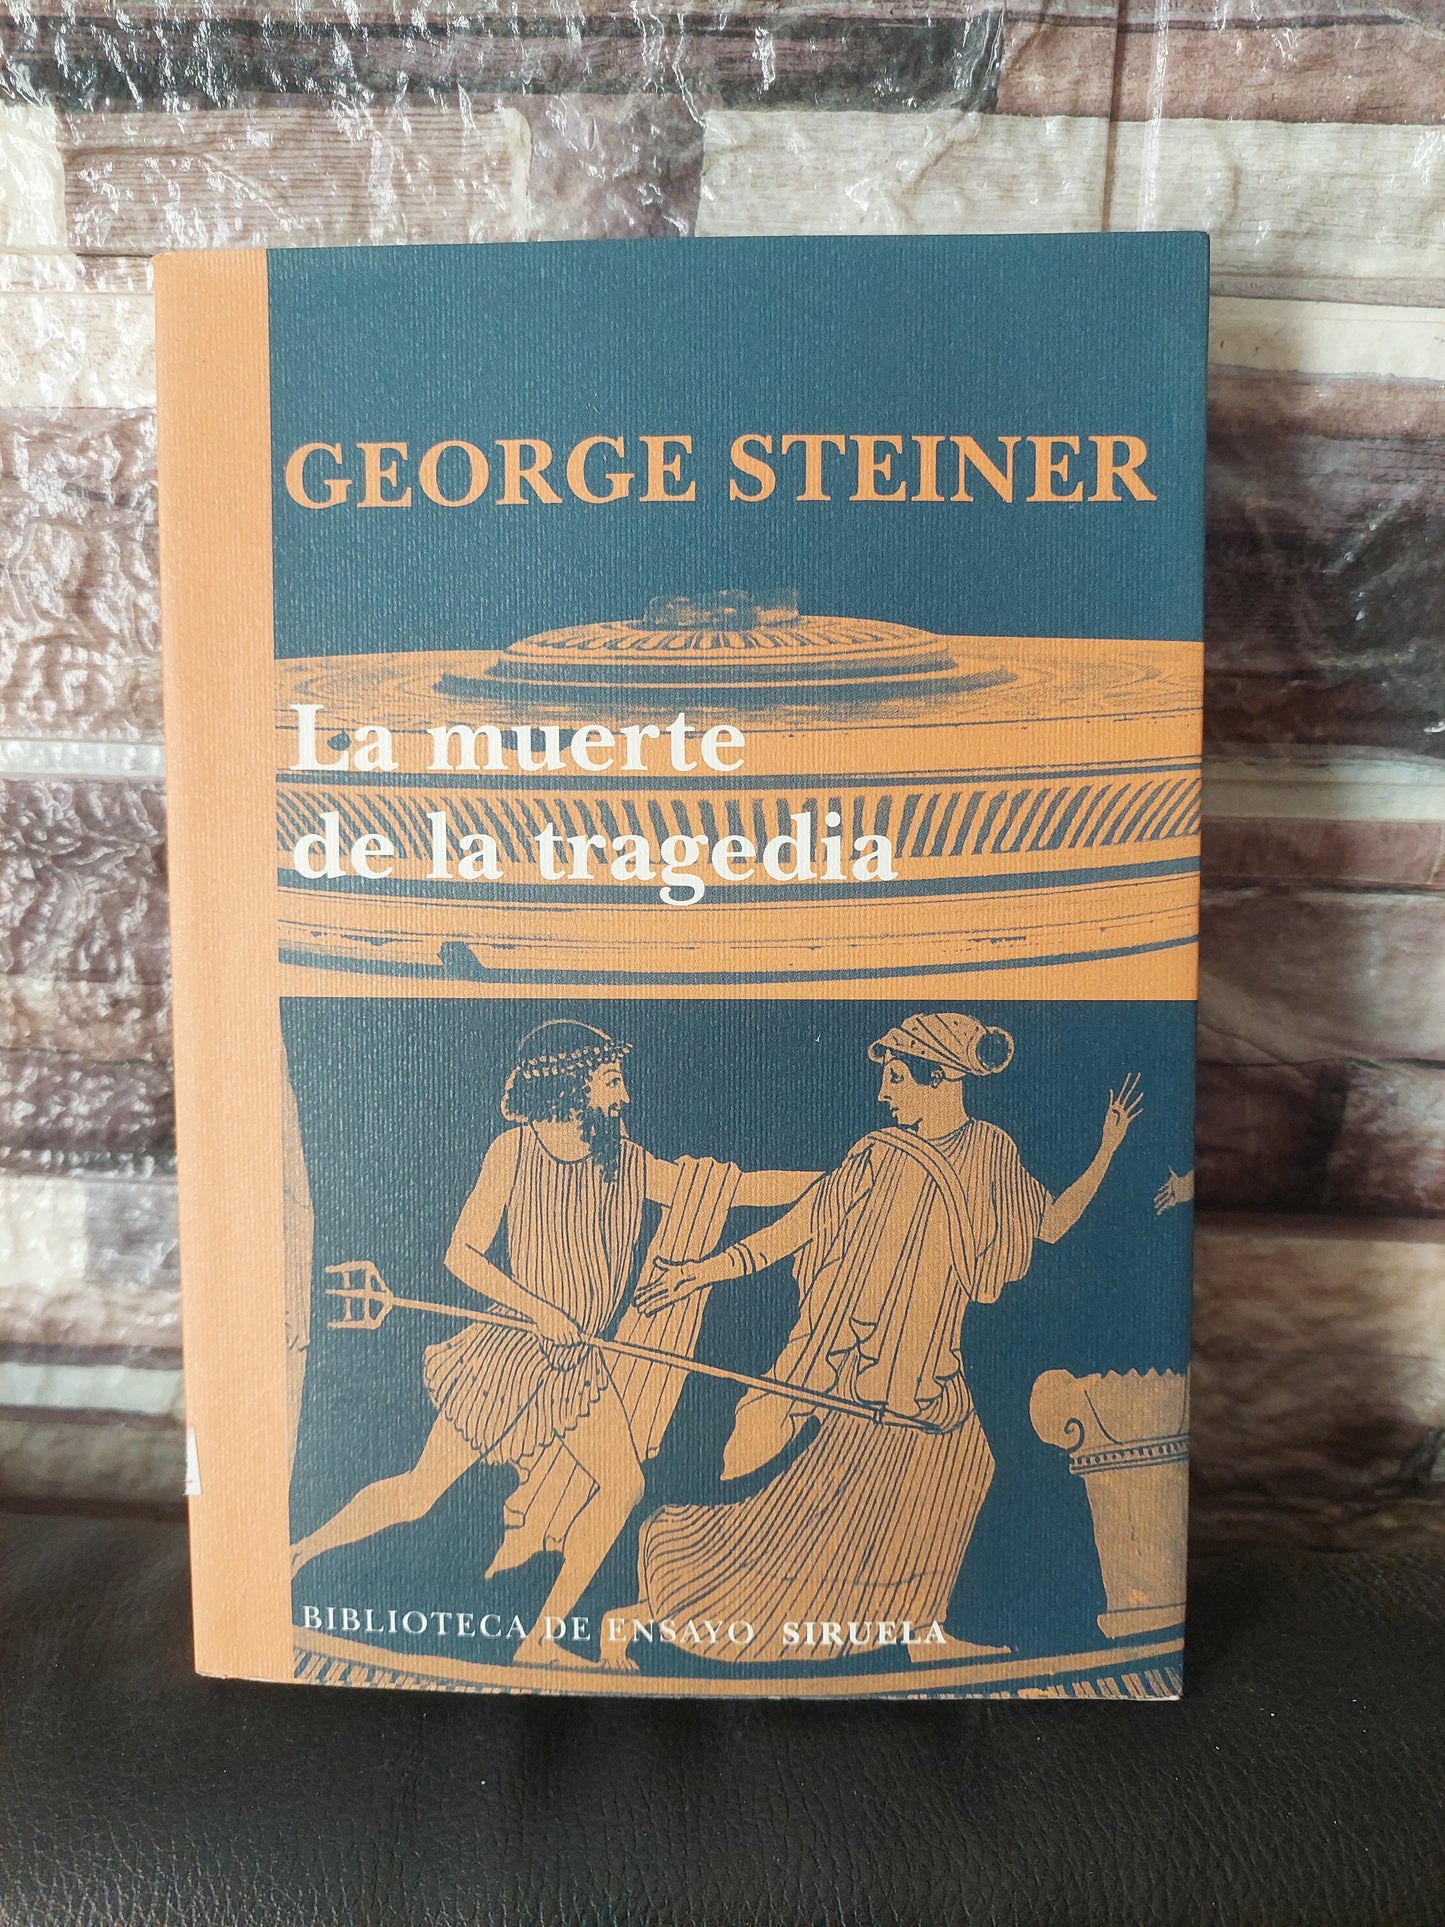 GEORGE STEINER
La muerte
de la tragedia
BIBLIOTECA DE ENSAYO SIRUELA